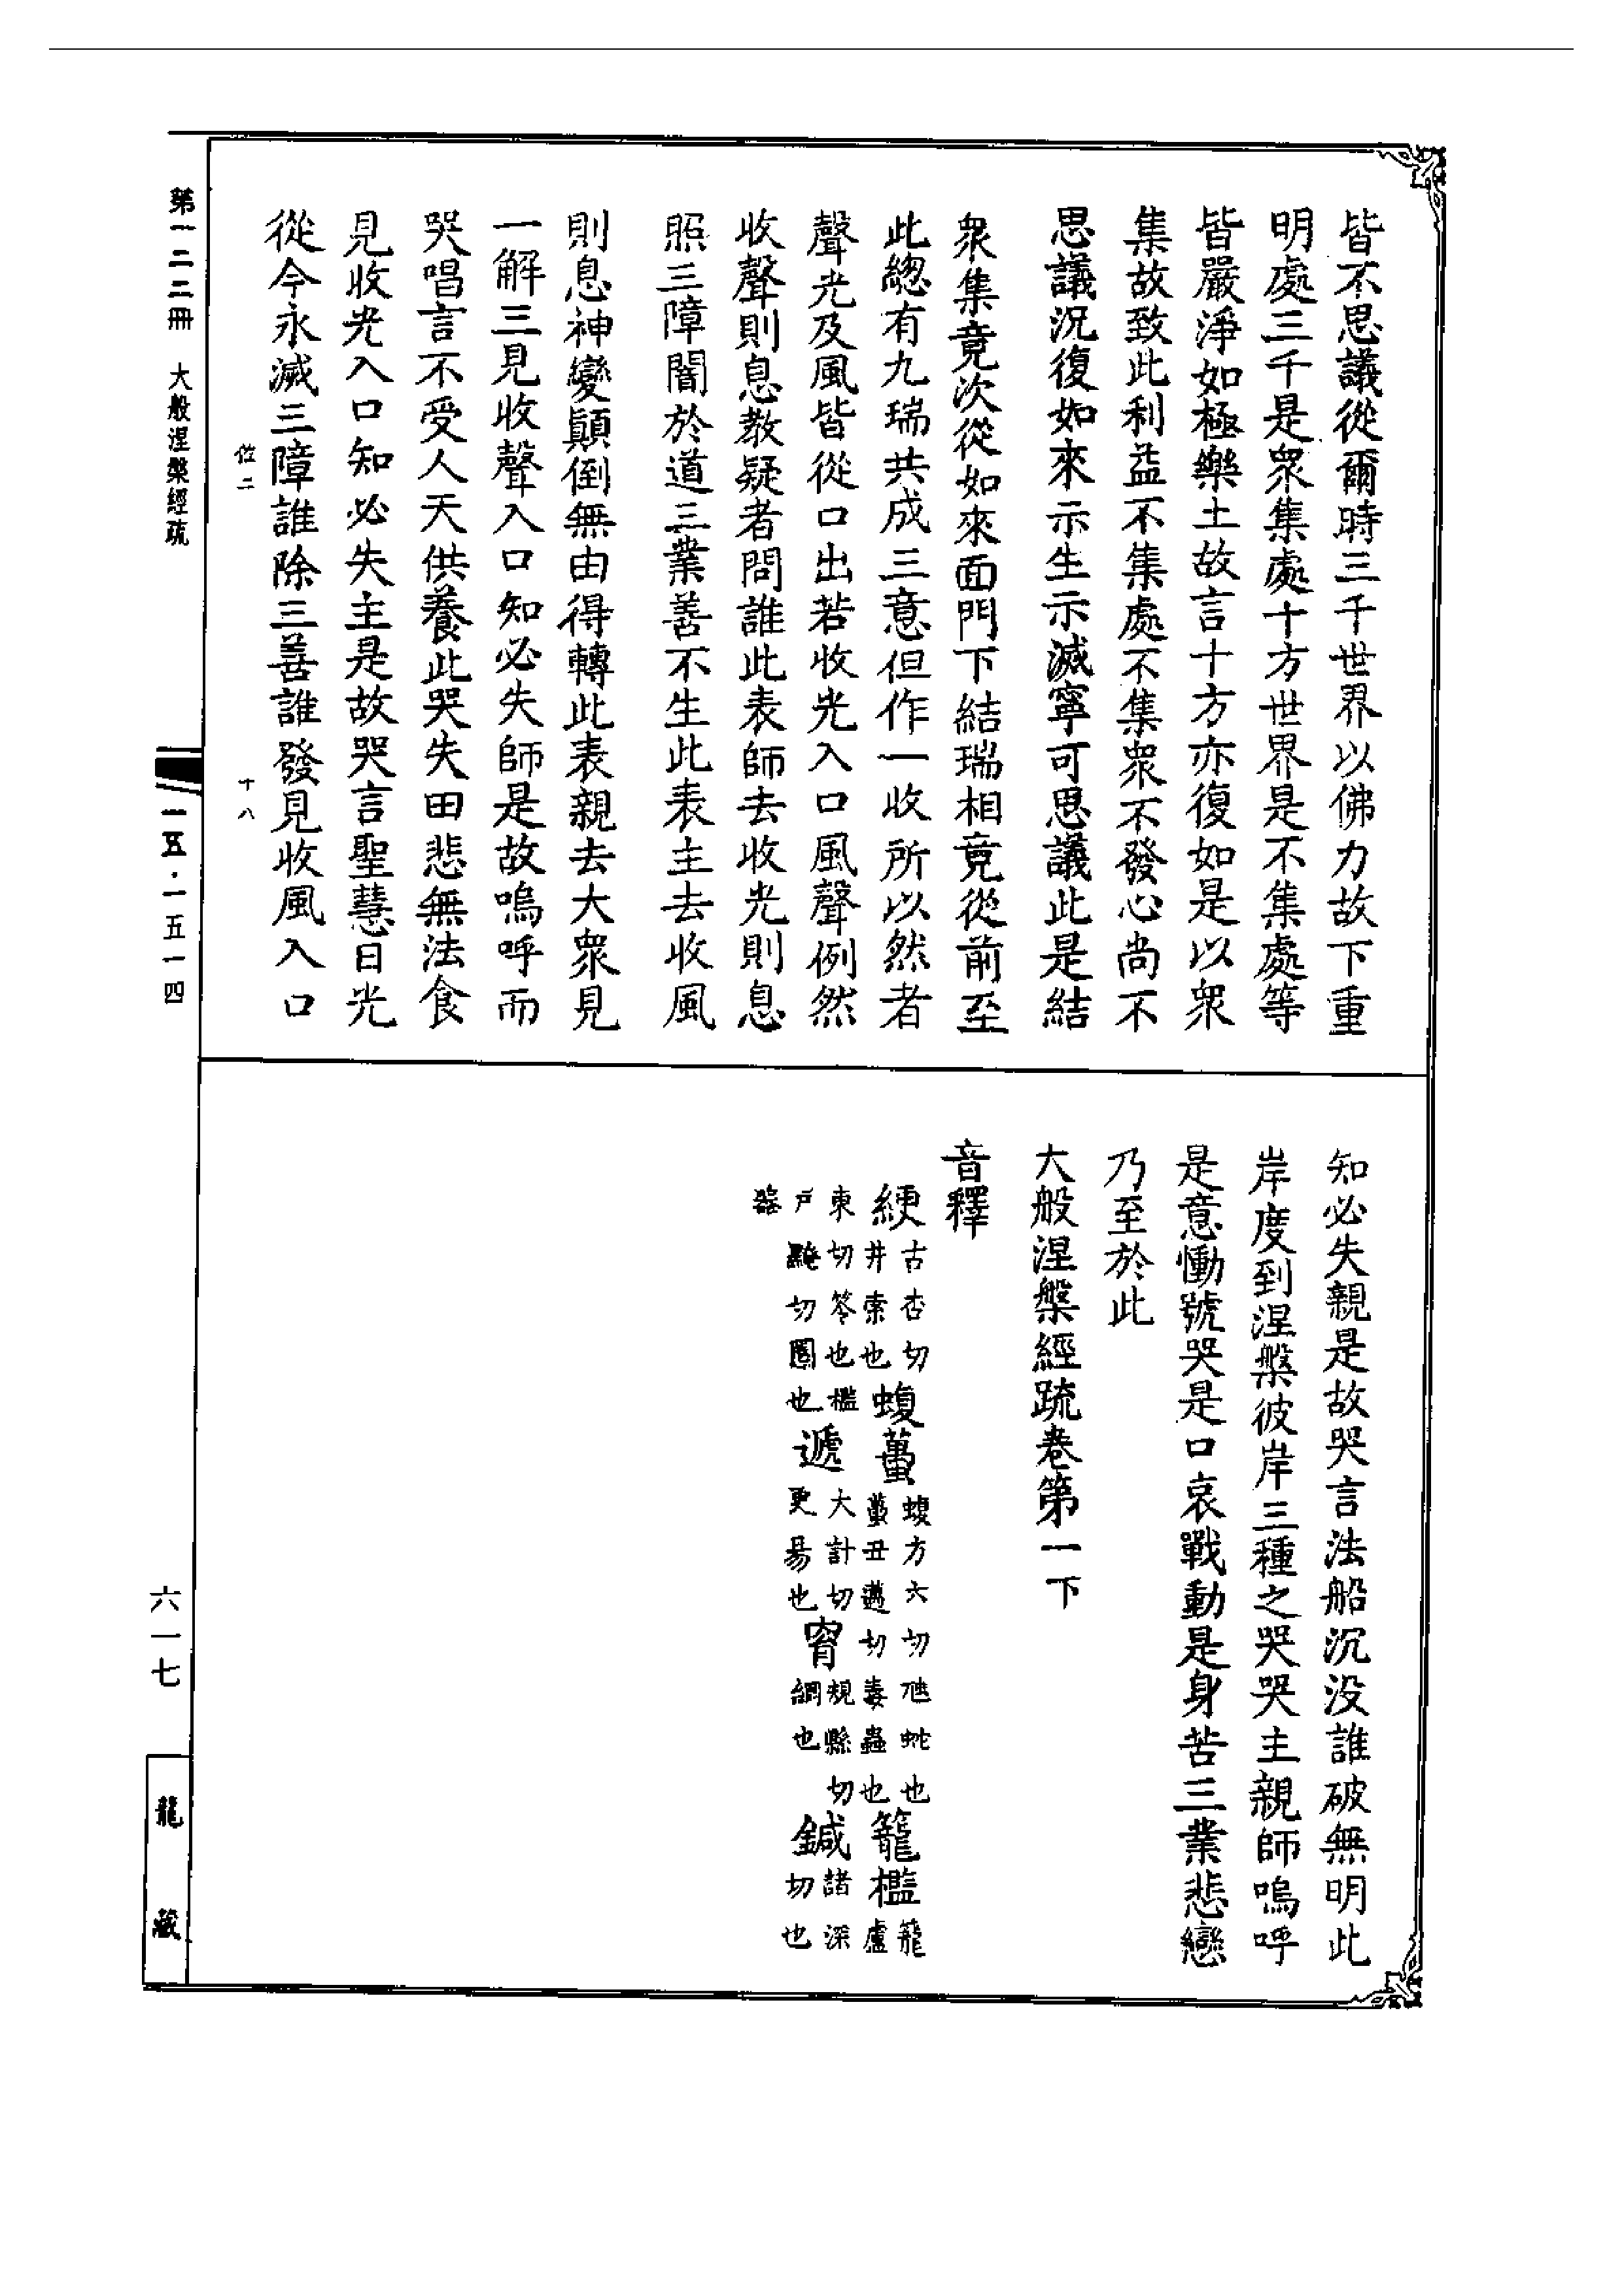 皆不思議從爾時三千世界以佛力故下重
明處三千是衆集處十方世界是不集處等
皆嚴淨如極樂土故言十方亦復如是以衆
集故致此利益不集處不集衆不發心尚不
思議況復如來示生示滅寧可思議此是結
衆集竟次從如來面門下結瑞相竟從前至
此總有九瑞共成三意但作一收所以然者
聲光及風皆從口出若收光入口風聲例然
收聲則息教疑者問誰此表師去收光則息
照三障闇於道三業善不生此表主去收風
則息神變顛倒無由得轉此表親去大衆見
一解三見收聲入口知必失師是故嗚呼而
哭唱言不受人天供養此哭失田悲無法食
見收光入口知必失主是故哭言聖慧日光
從今永滅三障誰除三善誰發見收風入口
知必失親是故哭言法船沉没誰破無明此
岸度到涅槃彼岸三種之哭哭主親師嗚呼
是意慟號哭是口哀戰動是身苦三業悲戀
乃至於此
大般涅槃經疏卷第一下
音釋
綆古杏切井索也蝮蠆蝮方六切虺蛇也蠆丑邁切毒蟲也籠檻籠盧
東切笭也檻戶黤切圈也遞大計切更易也罥規縣切綱也鍼諸深切也
第一二二冊 大般涅槃經疏
十八
一五·一五一四
六一七
龍藏